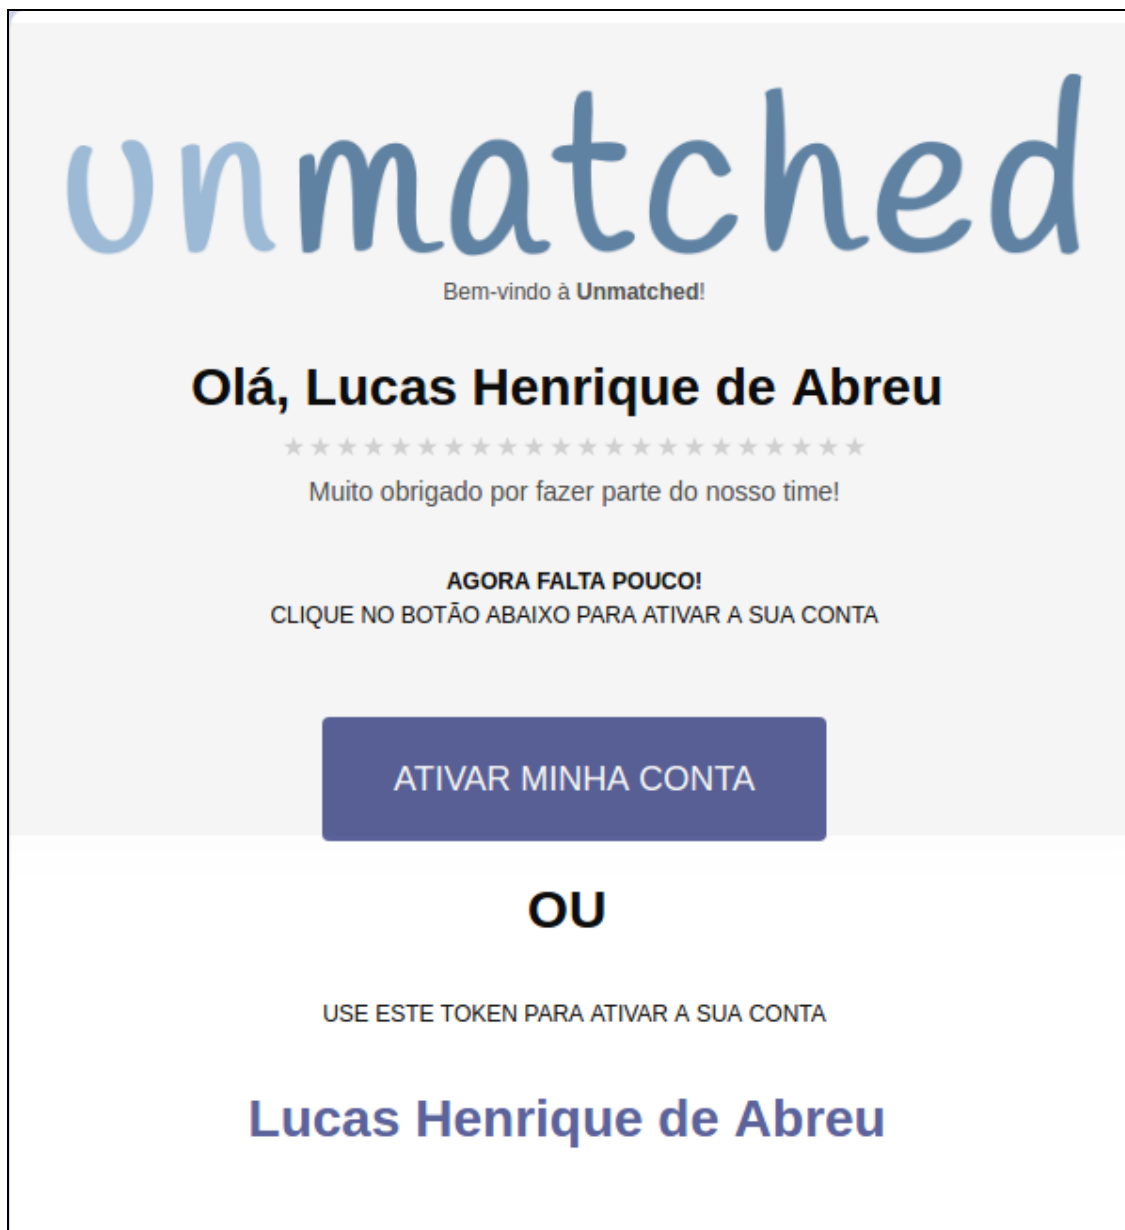 unmatched
Bem-vindo à Unmatched!
Olá, Lucas Henrique de Abreu
★★★★★★★★★★★★★★★★★★★★★★
Muito obrigado por fazer parte do nosso time!
AGORA FALTA POUCO!
CLIQUE NO BOTÃO ABAIXO PARA ATIVAR A SUA CONTA
ATIVAR MINHA CONTA
OU
USE ESTE TOKEN PARA ATIVAR A SUA CONTA
Lucas Henrique de Abreu